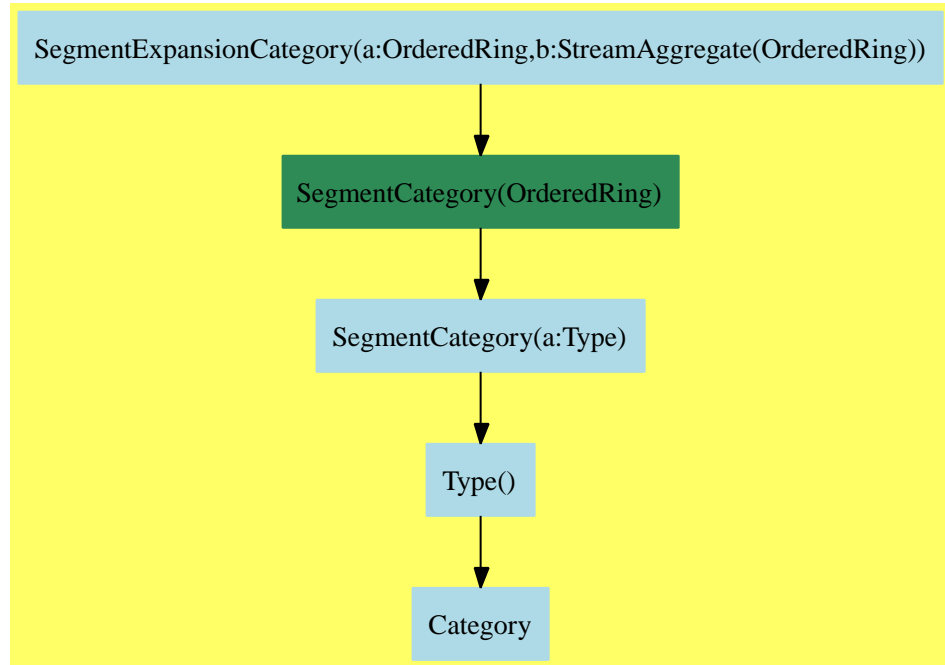 SegmentExpansionCategory(a:OrderedRing,b:StreamAggregate(OrderedRing))
SegmentCategory(OrderedRing)
SegmentCategory(a:Type)
Type()
Category